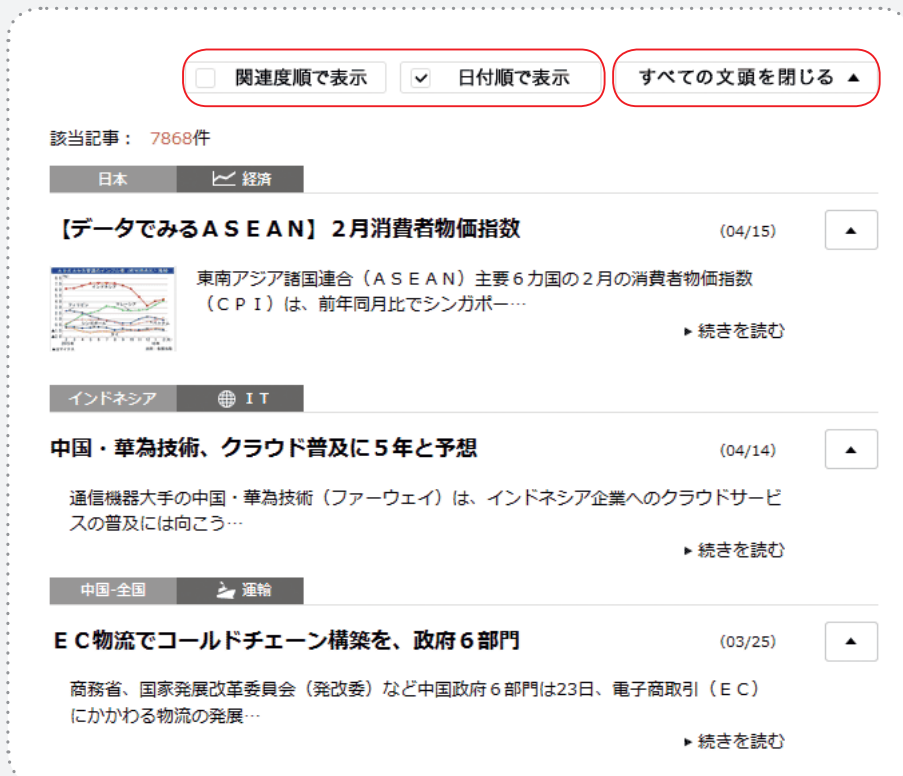 関連度順で表示 日付順で表示 すべての文頭を閉じる ▲
該当記事： 7868件
日本 経済
【データでみるＡＳＥＡＮ】２月消費者物価指数 （04/15） ▲
東南アジア諸国連合（ＡＳＥＡＮ）主要６カ国の２月の消費者物価指数
（ＣＰＩ）は、前年同月比でシンガポー…
▶続きを読む
インドネシア ＩＴ
中国・華為技術、クラウド普及に５年と予想 （04/14） ▲
通信機器大手の中国・華為技術（ファーウェイ）は、インドネシア企業へのクラウドサービ
スの普及には向こう…
▶続きを読む
中国-全国 運輸
ＥＣ物流でコールドチェーン構築を、政府６部門 （03/25） ▲
商務省、国家発展改革委員会（発改委）など中国政府６部門は23日、電子商取引（ＥＣ）
にかかわる物流の発展…
▶続きを読む